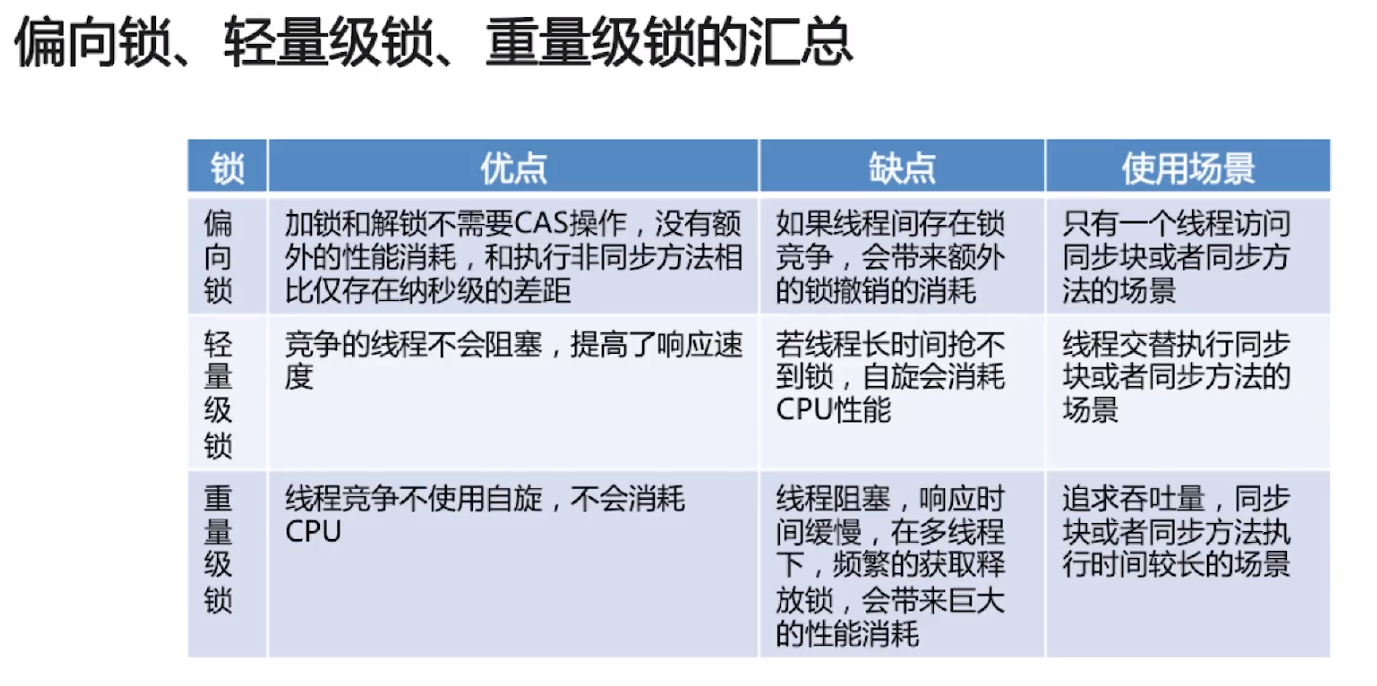 偏向锁、轻量级锁、重量级锁的汇总
锁 优点 缺点 使用场景
偏
向
锁
加锁和解锁不需要CAS操作，没有额
外的性能消耗，和执行非同步方法相
比仅存在纳秒级的差距
如果线程间存在锁
竞争，会带来额外
的锁撤销的消耗
只有一个线程访问
同步块或者同步方
法的场景
轻
量
级
锁
竞争的线程不会阻塞，提高了响应速
度
若线程长时间抢不
到锁，自旋会消耗
CPU性能
线程交替执行同步
块或者同步方法的
场景
重
量
级
锁
线程竞争不使用自旋，不会消耗
CPU
线程阻塞，响应时
间缓慢，在多线程
下，频繁的获取释
放锁，会带来巨大
的性能消耗
追求吞吐量，同步
块或者同步方法执
行时间较长的场景